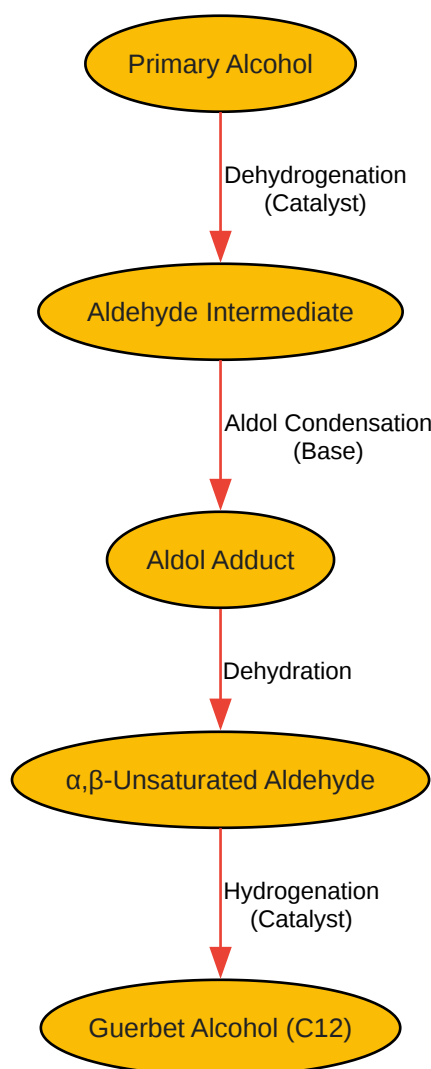 Primary Alcohol
Dehydrogenation
(Catalyst)
Aldehyde Intermediate
Aldol Condensation
(Base)
Aldol Adduct
Dehydration
α,β-Unsaturated Aldehyde
Hydrogenation
(Catalyst)
Guerbet Alcohol (C12)